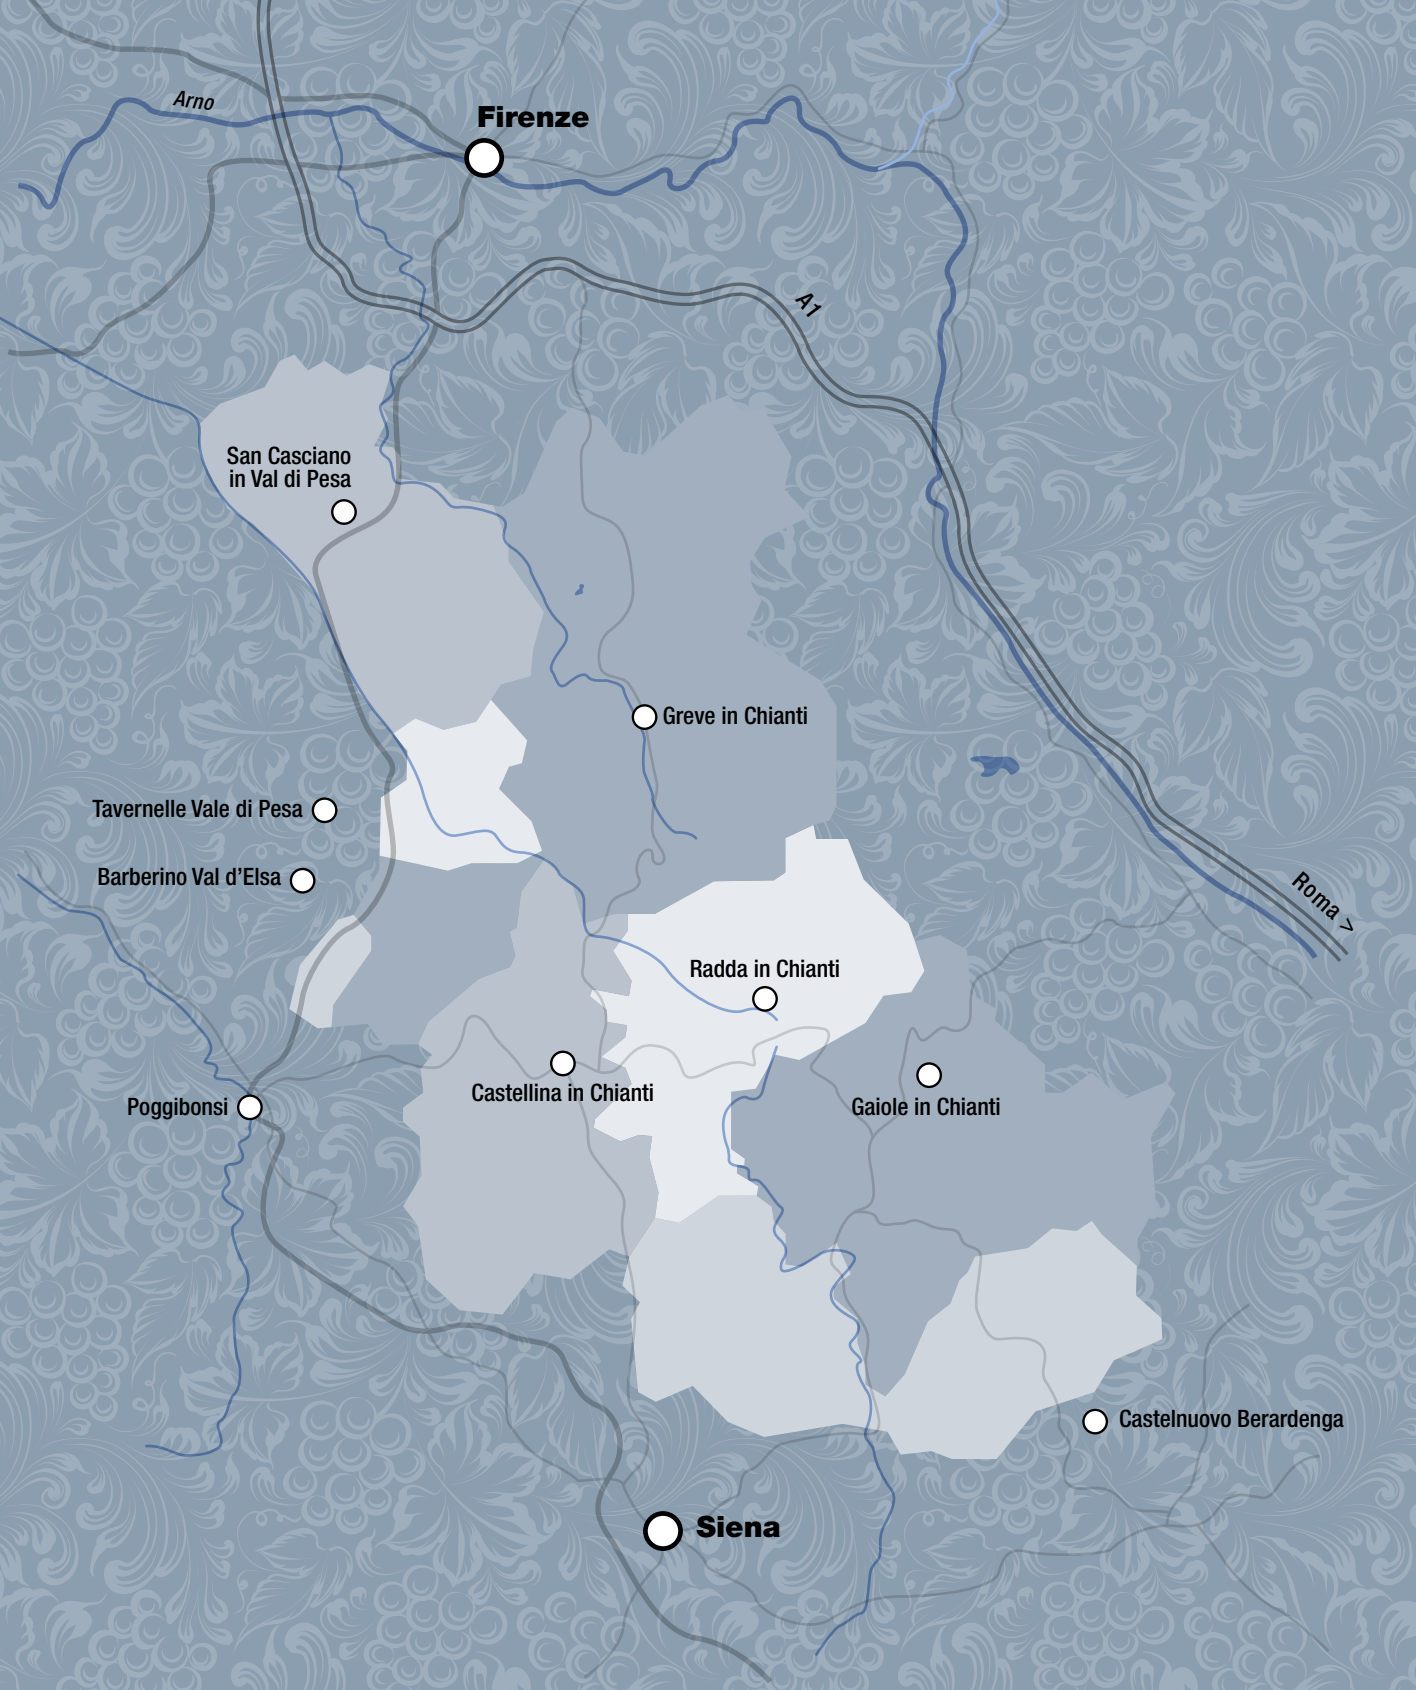 Arno
Firenze
A1
San Casciano
in Val di Pesa
Greve in Chianti
Tavernelle Vale di Pesa
Barberino Val d’Elsa
Roma >
Radda in Chianti
Castellina in Chianti
Gaiole in Chianti
Poggibonsi
Castelnuovo Berardenga
Siena